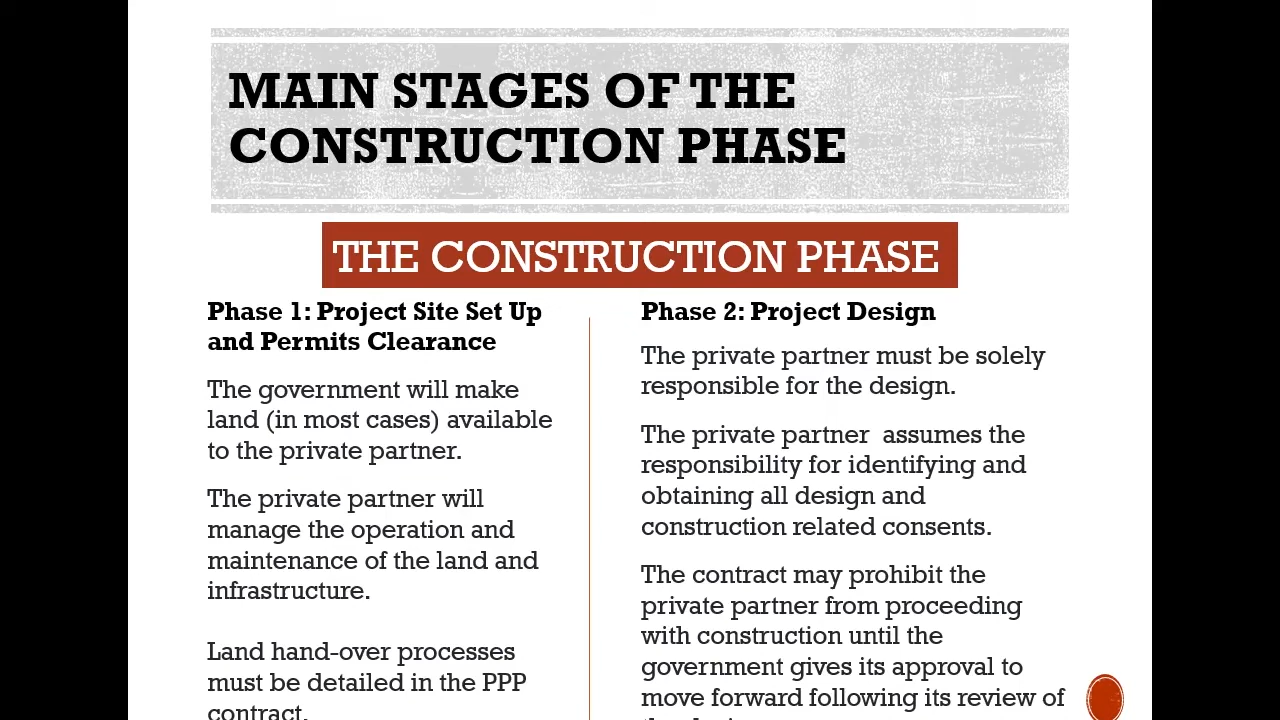 MAIN STAGES OF THE
CONSTRUCTION PHASE
THE CONSTRUCTION PHASE
Phase 1: Project Site Set Up
and Permits Clearance
The government will make
land (in most cases) available
to the private partner.
The private partner will
manage the operation and
maintenance of the land and
infrastructure.
Land hand-over processes
must be detailed in the PPP
contract.
Phase 2: Project Design
The private partner must be solely
responsible for the design.
The private partner assumes the
responsibility for identifying and
obtaining all design and
construction related consents.
The contract may prohibit the
private partner from proceeding
with construction until the
government gives its approval to
move forward following its review of